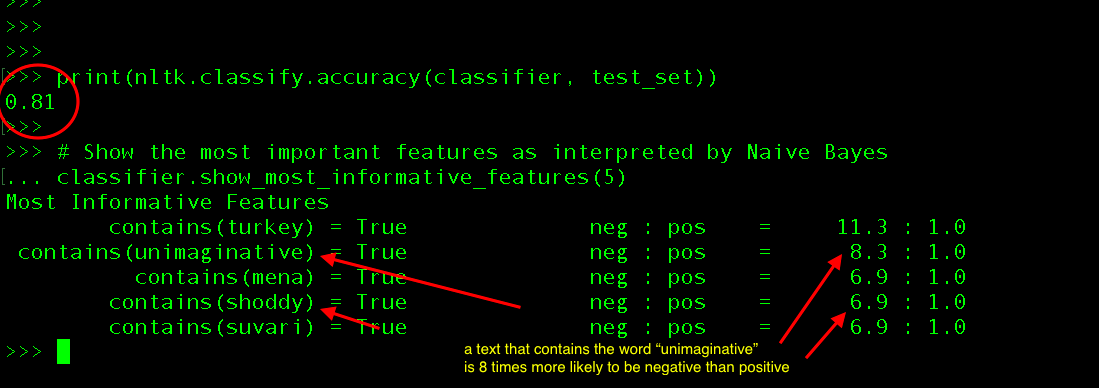 >>>
>>>
>>>
[>>> print(nltk.classify.accuracy(classifier, test_set))
0.81
[>>>
>>> # Show the most important features as interpreted by Naive Bayes
[... classifier.show_most_informative_features(5)
Most Informative Features
contains(turkey) = True neg : pos = 11.3 : 1.0
contains(unimaginative) = True neg : pos = 8.3 : 1.0
contains(mena) = True neg : pos = 6.9 : 1.0
contains(shoddy) = True neg : pos = 6.9 : 1.0
contains(suvari) = True neg : pos = 6.9 : 1.0
>>>
a text that contains the word “unimaginative”
is 8 times more likely to be negative than positive